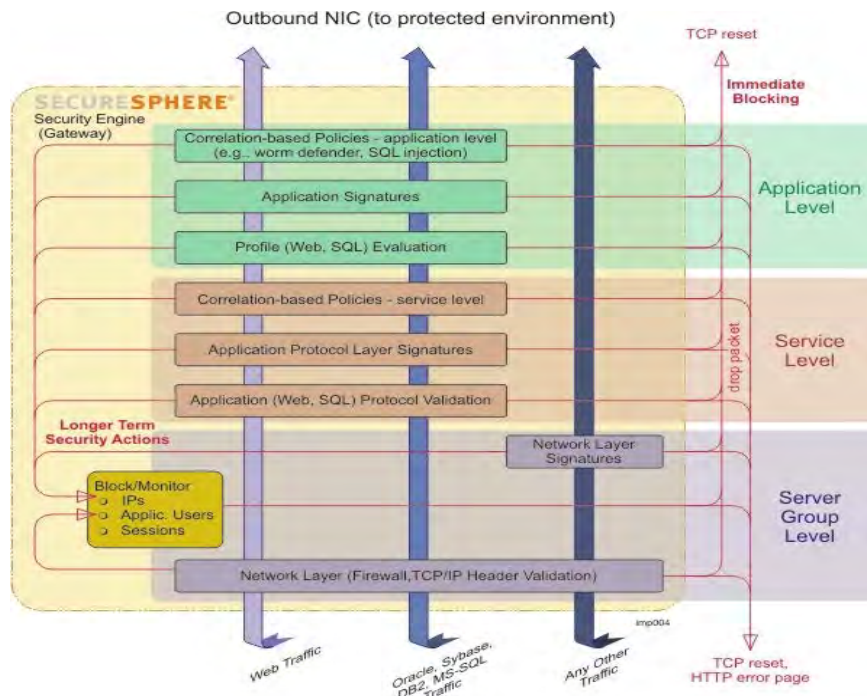 Outbound NIC (to protected environment)
TCP reset
Immediate
Blocking
SECURESPHERE®
Security Engine
(Gateway)
Correlation-based Policies - application level
(e.g., worm defender, SQL injection)
Application Signatures
Profile (Web, SQL) Evaluation
Application
Level
Correlation-based Policies - service level
Application Protocol Layer Signatures
Application (Web, SQL) Protocol Validation
drop packet
Service
Level
Longer Term
Security Actions
Network Layer
Signatures
Block/Monitor
IPs
Applic. Users
Sessions
Server
Group
Level
Network Layer (Firewall,TCP/IP Header Validation)
imp004
Web Traffic
Oracle, Sybase,
DB2, MS-SQL
Traffic
Any Other
Traffic
TCP reset,
HTTP error page